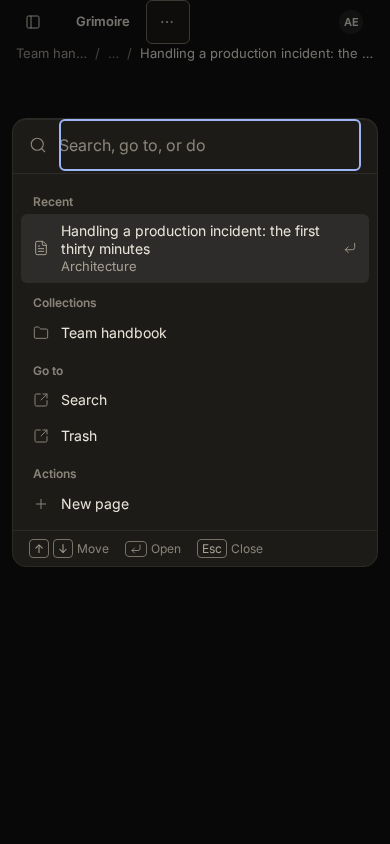 Grimoire
AE
Team han... / ... / Handling a production incident: the ...
Search, go to, or do
Recent
Handling a production incident: the first
thirty minutes
Architecture
Collections
Team handbook
Go to
Search
Trash
Actions
New page
Move Open Esc Close